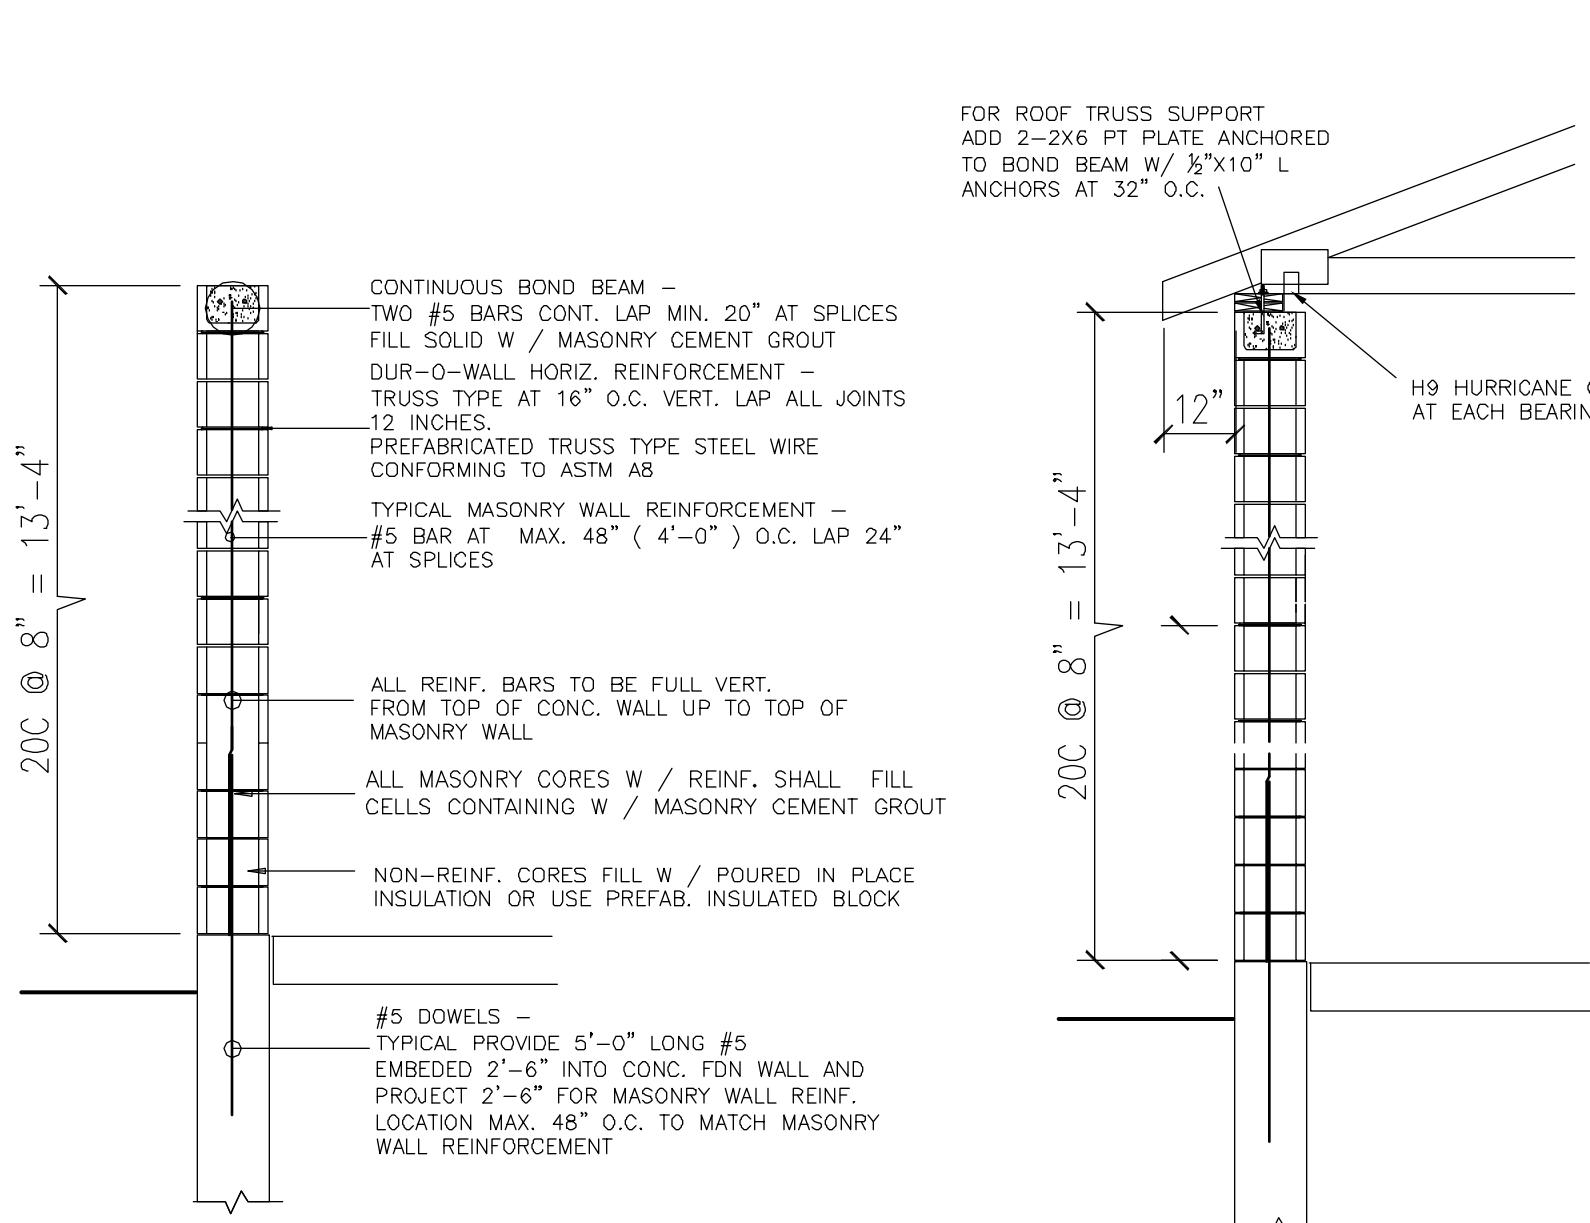 FOR ROOF TRUSS SUPPORT
ADD 2-2X6 PT PLATE ANCHORED
TO BOND BEAM W/ ½"X10" L
ANCHORS AT 32" O.C.
CONTINUOUS BOND BEAM -
TWO #5 BARS CONT. LAP MIN. 20" AT SPLICES
FILL SOLID W / MASONRY CEMENT GROUT
DUR-O-WALL HORIZ. REINFORCEMENT -
TRUSS TYPE AT 16" O.C. VERT. LAP ALL JOINTS
12 INCHES.
PREFABRICATED TRUSS TYPE STEEL WIRE
CONFORMING TO ASTM A8
TYPICAL MASONRY WALL REINFORCEMENT -
#5 BAR AT MAX. 48" ( 4'-0" ) O.C. LAP 24"
AT SPLICES
ALL REINF. BARS TO BE FULL VERT.
FROM TOP OF CONC. WALL UP TO TOP OF
MASONRY WALL
ALL MASONRY CORES W / REINF. SHALL FILL
CELLS CONTAINING W / MASONRY CEMENT GROUT
NON-REINF. CORES FILL W / POURED IN PLACE
INSULATION OR USE PREFAB. INSULATED BLOCK
#5 DOWELS -
TYPICAL PROVIDE 5'-0" LONG #5
EMBEDED 2'-6" INTO CONC. FDN WALL AND
PROJECT 2'-6" FOR MASONRY WALL REINF.
LOCATION MAX. 48" O.C. TO MATCH MASONRY
WALL REINFORCEMENT
20C @ 8" = 13'-4"
12"
20C @ 8" = 13'-4"
H9 HURRICANE
AT EACH